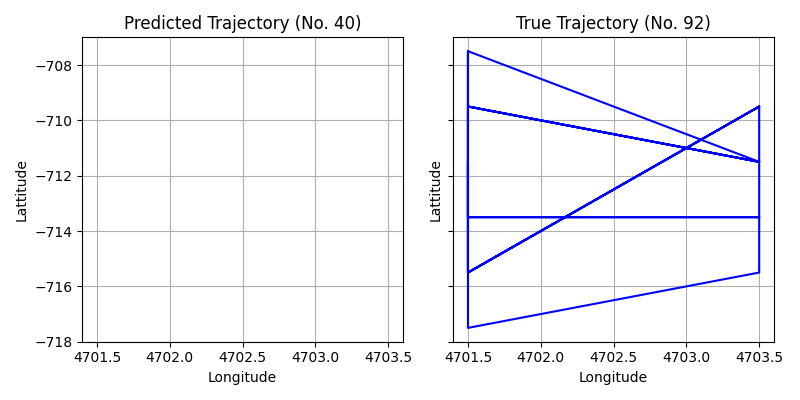 Predicted Trajectory (No. 40)
True Trajectory (No. 92)
−708
−710
−712
−714
−716
−718
Lattitude
Lattitude
4701.5 4702.0 4702.5 4703.0 4703.5
4701.5 4702.0 4702.5 4703.0 4703.5
Longitude
Longitude